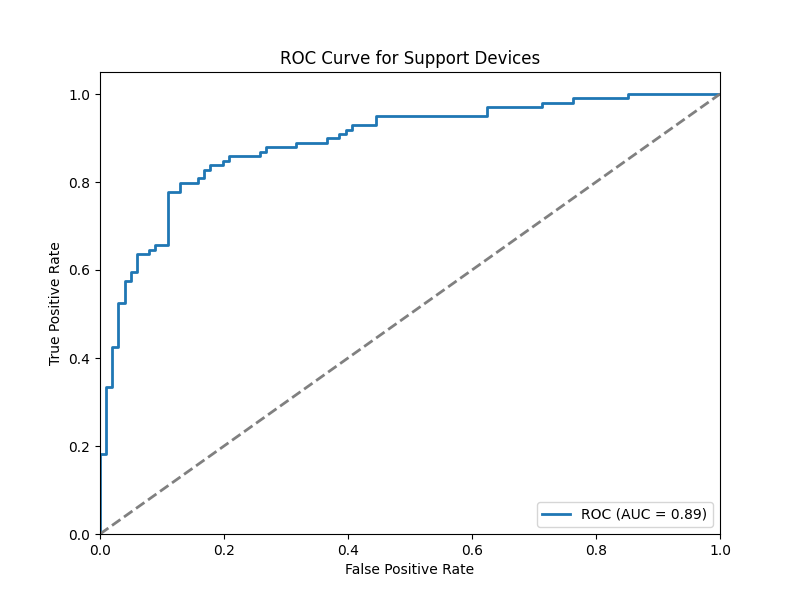 ROC Curve for Support Devices
True Positive Rate
1.0
0.8
0.6
0.4
0.2
0.0
0.0 0.2 0.4 0.6 0.8 1.0
False Positive Rate
ROC (AUC = 0.89)